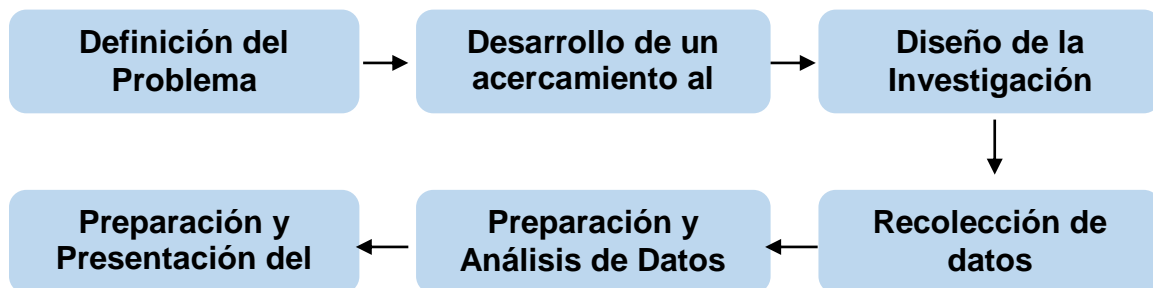 Definición del
Problema
Desarrollo de un
acercamiento al
Diseño de la
Investigación
Recolección de
datos
Preparación y
Análisis de Datos
Preparación y
Presentación del